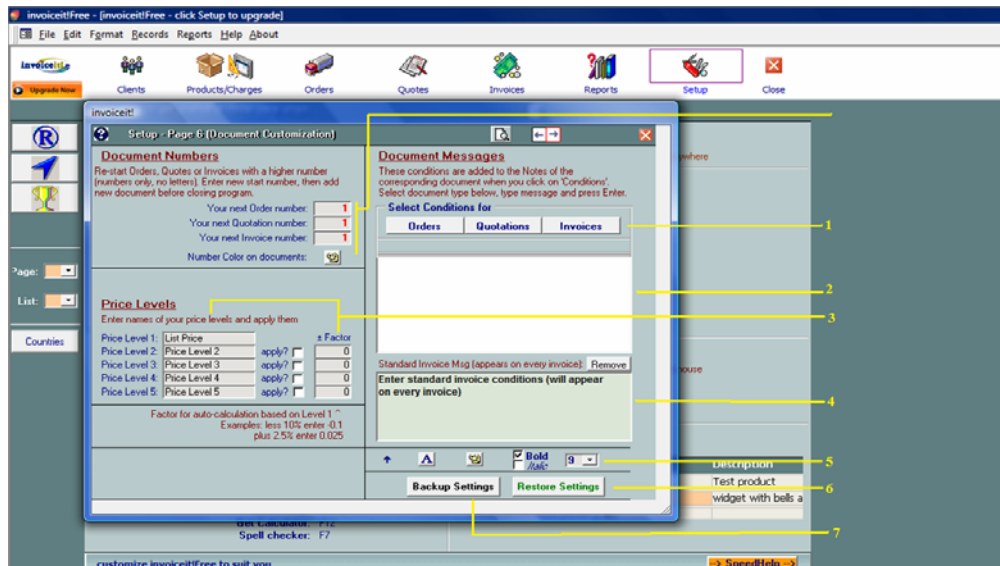 invoiceit!Free - [invoiceit!Free - click Setup to upgrade]
File Edit Format Records Reports Help About
invoiceit!
Upgrade Now
Clients
Products/Charges
Orders
Quotes
Invoices
Reports
Setup
Close
invoiceit!
Setup - Page 6 (Document Customization)
Document Numbers
Re-start Orders, Quotes or Invoices with a higher number
(numbers only, no letters). Enter new start number, then add
new document before closing program.
Your next Order number: 1
Your next Quotation number: 1
Your next Invoice number: 1
Number Color on documents:
Price Levels
Enter names of your price levels and apply them
± Factor
Price Level 1: List Price
Price Level 2: Price Level 2 apply? 0
Price Level 3: Price Level 3 apply? 0
Price Level 4: Price Level 4 apply? 0
Price Level 5: Price Level 5 apply? 0
Factor for auto-calculation based on Level 1 ^
Examples: less 10% enter -0.1
plus 2.5% enter 0.025
Document Messages
These conditions are added to the Notes of the
corresponding document when you click on 'Conditions'.
Select document type below, type message and press Enter.
Select Conditions for
Orders Quotations Invoices
Standard Invoice Msg (appears on every invoice): Remove
Enter standard invoice conditions (will appear
on every invoice)
A
Bold
Italic
9
Backup Settings Restore Settings
1
2
3
4
5
6
7
R
Page:
List:
Countries
Description
Test product
widget with bells a
Get Calculator: F12
Spell checker: F7
customize invoiceit!Free to suit you
--> SpeedHelp -->